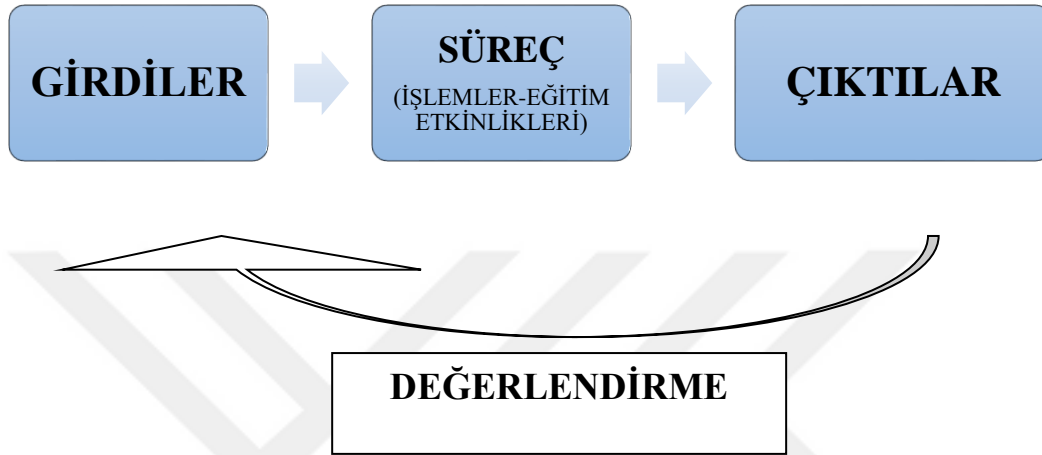 GİRDİLER
SÜREÇ
(İŞLEMLER-EĞİTİM
ETKİNLİKLERİ)
ÇIKTILAR
DEĞERLENDİRME